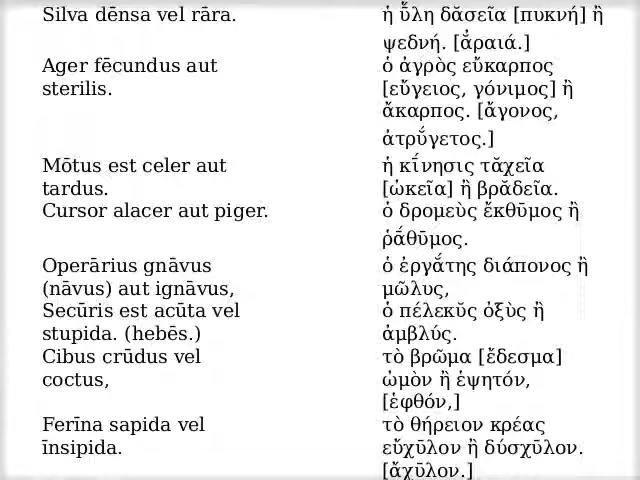 Silva dēnsa vel rāra.
ἡ ὕ̄λη δᾰσεῖα [πυκνή] ἢ
ψεδνή. [ᾰ̓ραιά.]
Ager fēcundus aut
sterilis.
ὁ ἀγρὸς εὔκαρπος
[εὔγειος, γόνιμος] ἢ
ἄκαρπος. [ἄγονος,
ἀτρῠ́γετος.]
Mōtus est celer aut
tardus.
ἡ κῑ́νησις τᾰχεῖα
[ὠκεῖα] ἢ βρᾰδεῖα.
Cursor alacer aut piger.
ὁ δρομεὺς ἔκθῡμος ἢ
ῥᾴθῡμος.
Operārius gnāvus
(nāvus) aut ignāvus,
ὁ ἐργᾰ́της διάπονος ἢ
μῶλυς,
Secūris est acūta vel
stupida. (hebēs.)
ὁ πέλεκῠς ὀξὺς ἢ
ἀμβλύς.
Cibus crūdus vel
coctus,
τὸ βρῶμα [ἔδεσμα]
ὠμὸν ἢ ἑψητόν,
[ἑφθόν,]
Ferīna sapida vel
īnsipida.
τὸ θήρειον κρέας
εὔχῡλον ἢ δύσχῡλον.
[ἄχῡλον.]